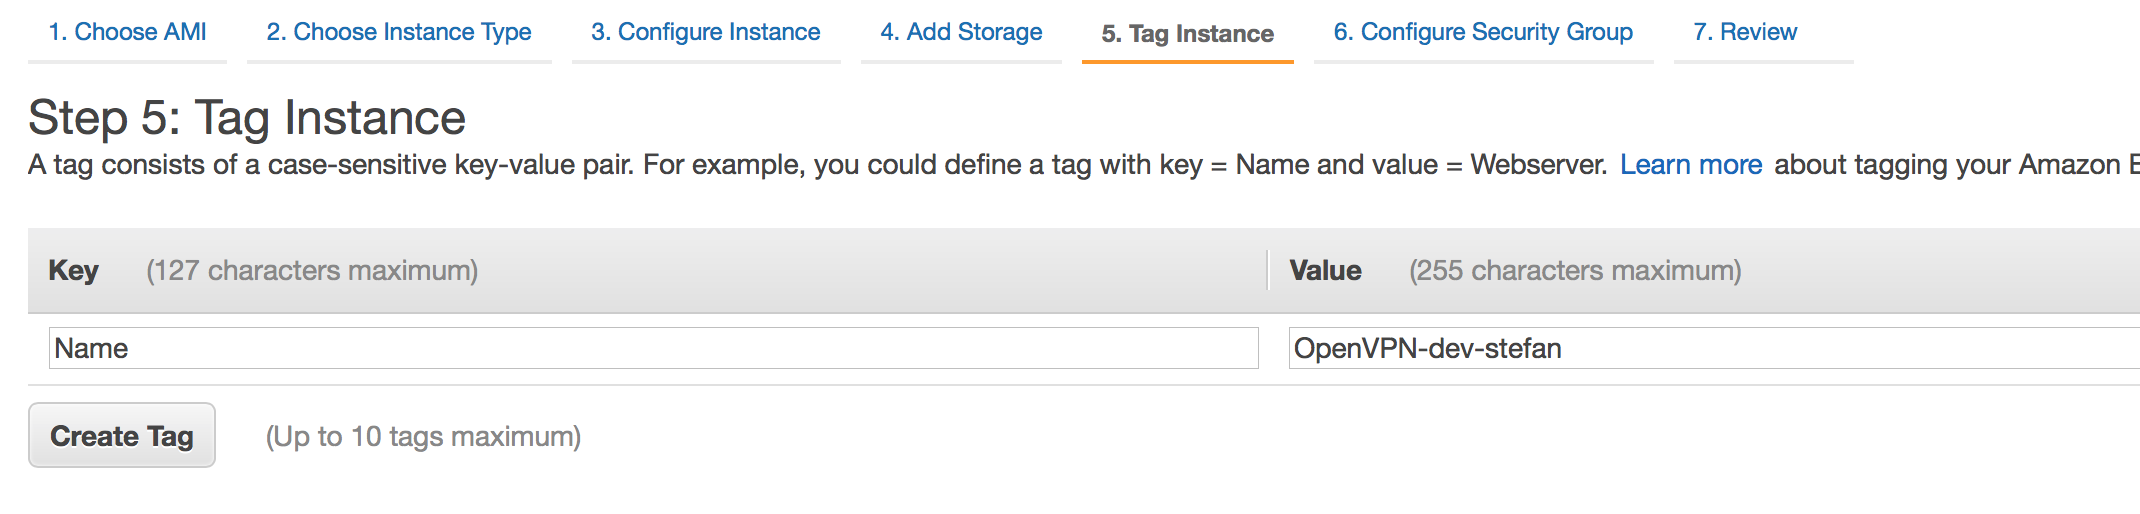 1. Choose AMI 2. Choose Instance Type 3. Configure Instance 4. Add Storage 5. Tag Instance 6. Configure Security Group 7. Review
Step 5: Tag Instance
A tag consists of a case-sensitive key-value pair. For example, you could define a tag with key = Name and value = Webserver. Learn more about tagging your Amazon
Key (127 characters maximum) Value (255 characters maximum)
Name OpenVPN-dev-stefan
Create Tag (Up to 10 tags maximum)